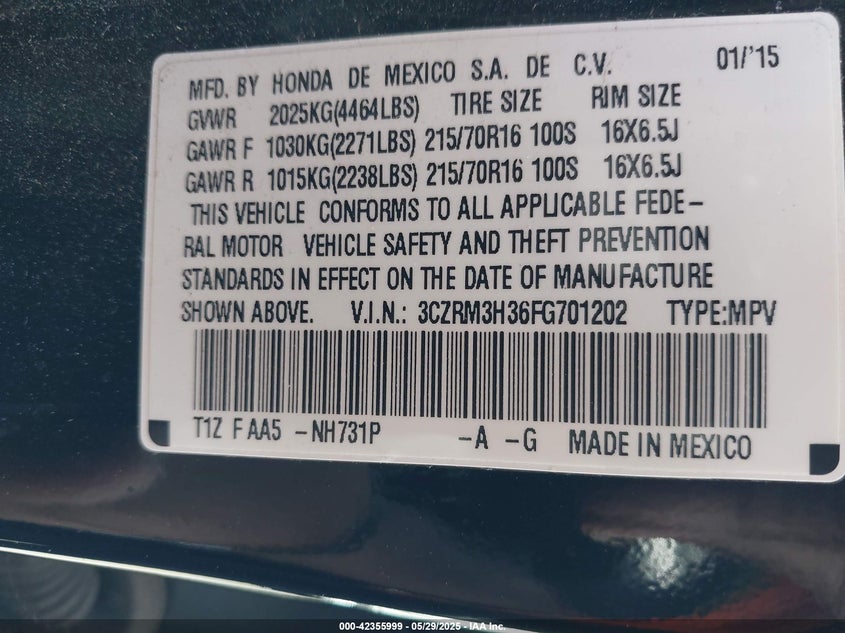 MFD. BY HONDA DE MEXICO S.A. DE C.V. 01/'15
GVWR 2025KG(4464LBS) TIRE SIZE RIM SIZE
GAWR F 1030KG(2271LBS) 215/70R16 100S 16X6.5J
GAWR R 1015KG(2238LBS) 215/70R16 100S 16X6.5J
THIS VEHICLE CONFORMS TO ALL APPLICABLE FEDE-
RAL MOTOR VEHICLE SAFETY AND THEFT PREVENTION
STANDARDS IN EFFECT ON THE DATE OF MANUFACTURE
SHOWN ABOVE. V.I.N.: 3CZRM3H36FG701202 TYPE:MPV
T1Z F AA5 -NH731P -A -G MADE IN MEXICO
000-42355999 - 05/29/2025 - IAA Inc.